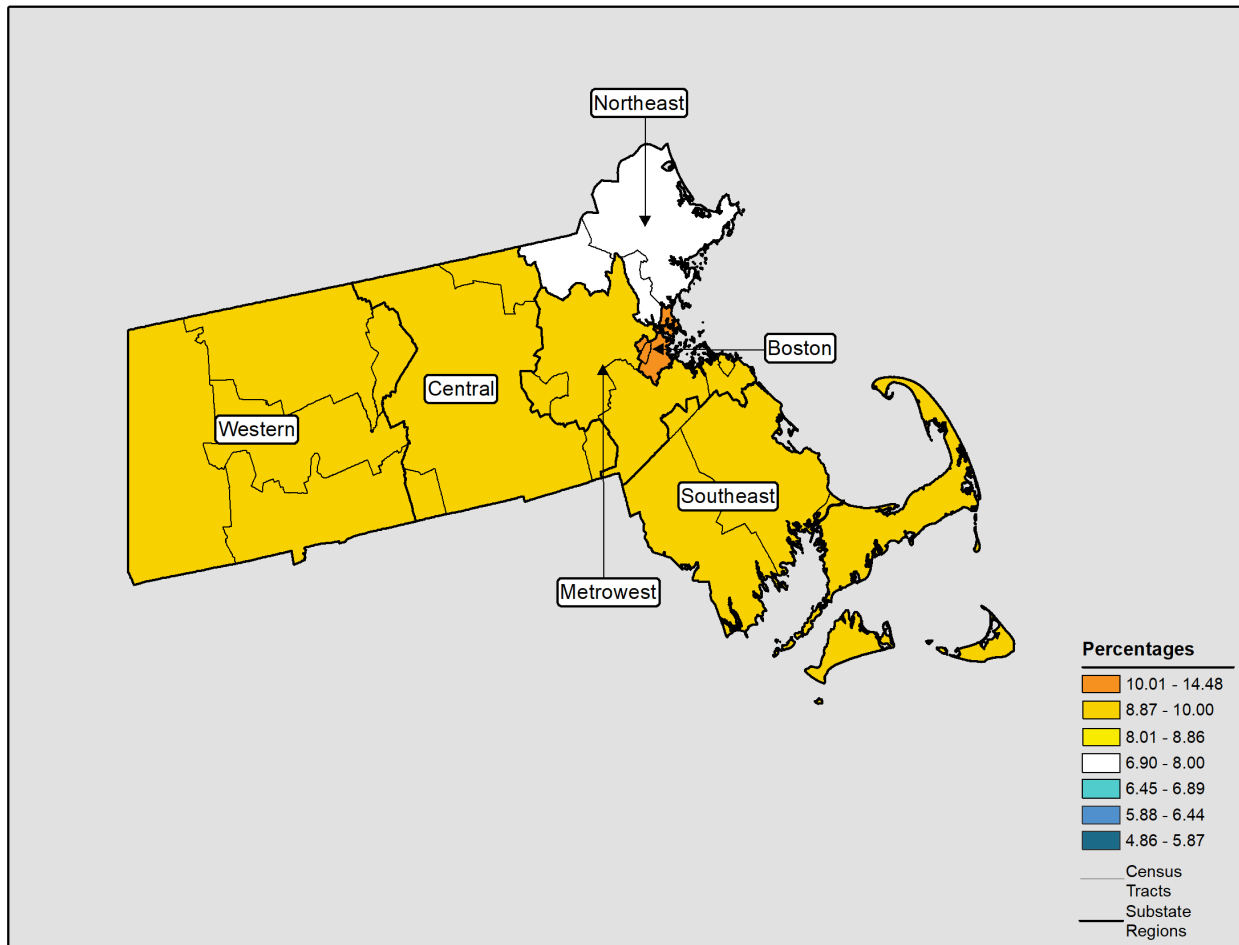 Northeast
Boston
Central
Western
Southeast
Metrowest
Percentages
10.01 - 14.48
8.87 - 10.00
8.01 - 8.86
6.90 - 8.00
6.45 - 6.89
5.88 - 6.44
4.86 - 5.87
Census
Tracts
Substate
Regions